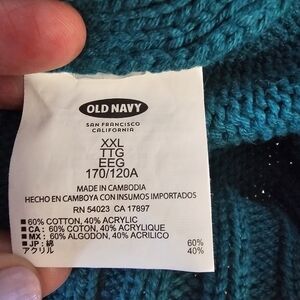 OLD NAVY
SAN FRANCISCO
CALIFORNIA
XXL
TTG
EEG
170/120A
MADE IN CAMBODIA
HECHO EN CAMBOYA CON INSUMOS IMPORTADOS
RN 54023 CA 17897
■ 60% COTTON, 40% ACRYLIC
■ CA : 60% COTON, 40% ACRYLIQUE
■ MX : 60% ALGODON, 40% ACRILICO
■ JP : 綿 60%
アクリル 40%